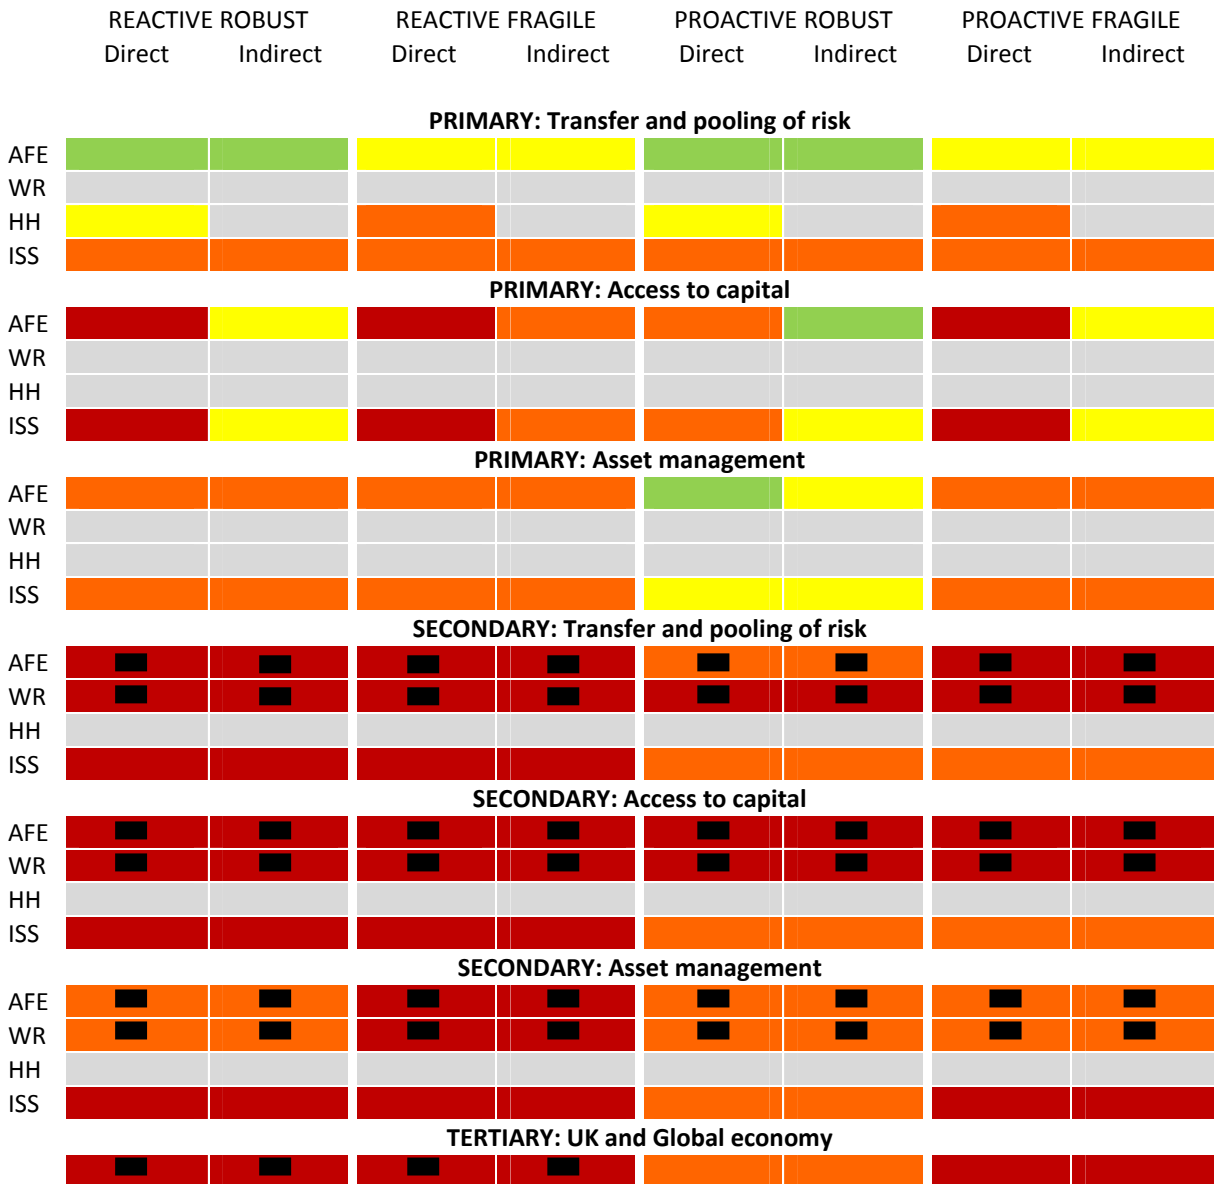 REACTIVE ROBUST REACTIVE FRAGILE PROACTIVE ROBUST PROACTIVE FRAGILE
Direct Indirect Direct Indirect Direct Indirect Direct Indirect
PRIMARY: Transfer and pooling of risk
AFE
WR
HH
ISS
PRIMARY: Access to capital
AFE
WR
HH
ISS
PRIMARY: Asset management
AFE
WR
HH
ISS
SECONDARY: Transfer and pooling of risk
AFE
WR
HH
ISS
SECONDARY: Access to capital
AFE
WR
HH
ISS
SECONDARY: Asset management
AFE
WR
HH
ISS
TERTIARY: UK and Global economy